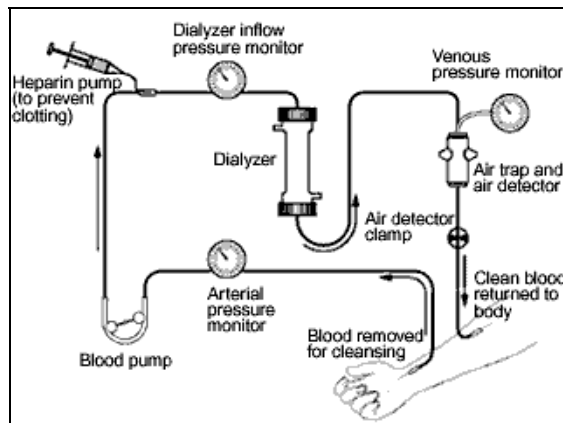 Dialyzer inflow
pressure monitor
Venous
pressure monitor
Heparin pump
(to prevent
clotting)
Dialyzer
Air trap and
air detector
Air detector
clamp
Clean blood
returned to
body
Arterial
pressure
monitor
Blood removed
for cleansing
Blood pump